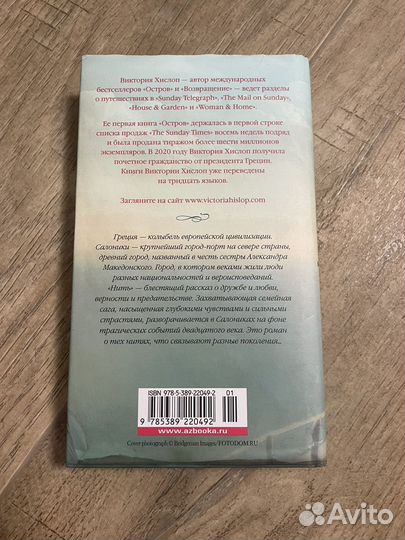 Виктория Хислоп — автор международных
бестселлеров «Остров» и «Возвращение» — ведет разделы
о путешествиях в «Sunday Telegraph», «The Mail on Sunday»,
«House & Garden» и «Woman & Home».
Ее первая книга «Остров» держалась в первой строке
списка продаж «The Sunday Times» восемь недель подряд
и была продана тиражом более шести миллионов
экземпляров. В 2020 году Виктория Хислоп получила
почетное гражданство от президента Греции.
Книги Виктории Хислоп уже переведены
на тридцать языков.
Загляните на сайт www.victoriahislop.com
Греция — колыбель европейской цивилизации.
Салоники — крупнейший город-порт на севере страны,
древний город, названный в честь сестры Александра
Македонского. Город, в котором веками жили люди
разных национальностей и вероисповеданий.
«Нить» — блестящий рассказ о дружбе и любви,
верности и предательстве. Захватывающая семейная
сага, насыщенная глубокими чувствами и сильными
страстями, разворачивается в Салониках на фоне
трагических событий двадцатого века. Это роман
о тех нитях, что связывают разные поколения...
ISBN 978-5-389-22049-2
01
9 785389 220492
www.azbooka.ru
Cover photograph © Bridgeman Images/FOTODOM.RU
Avito